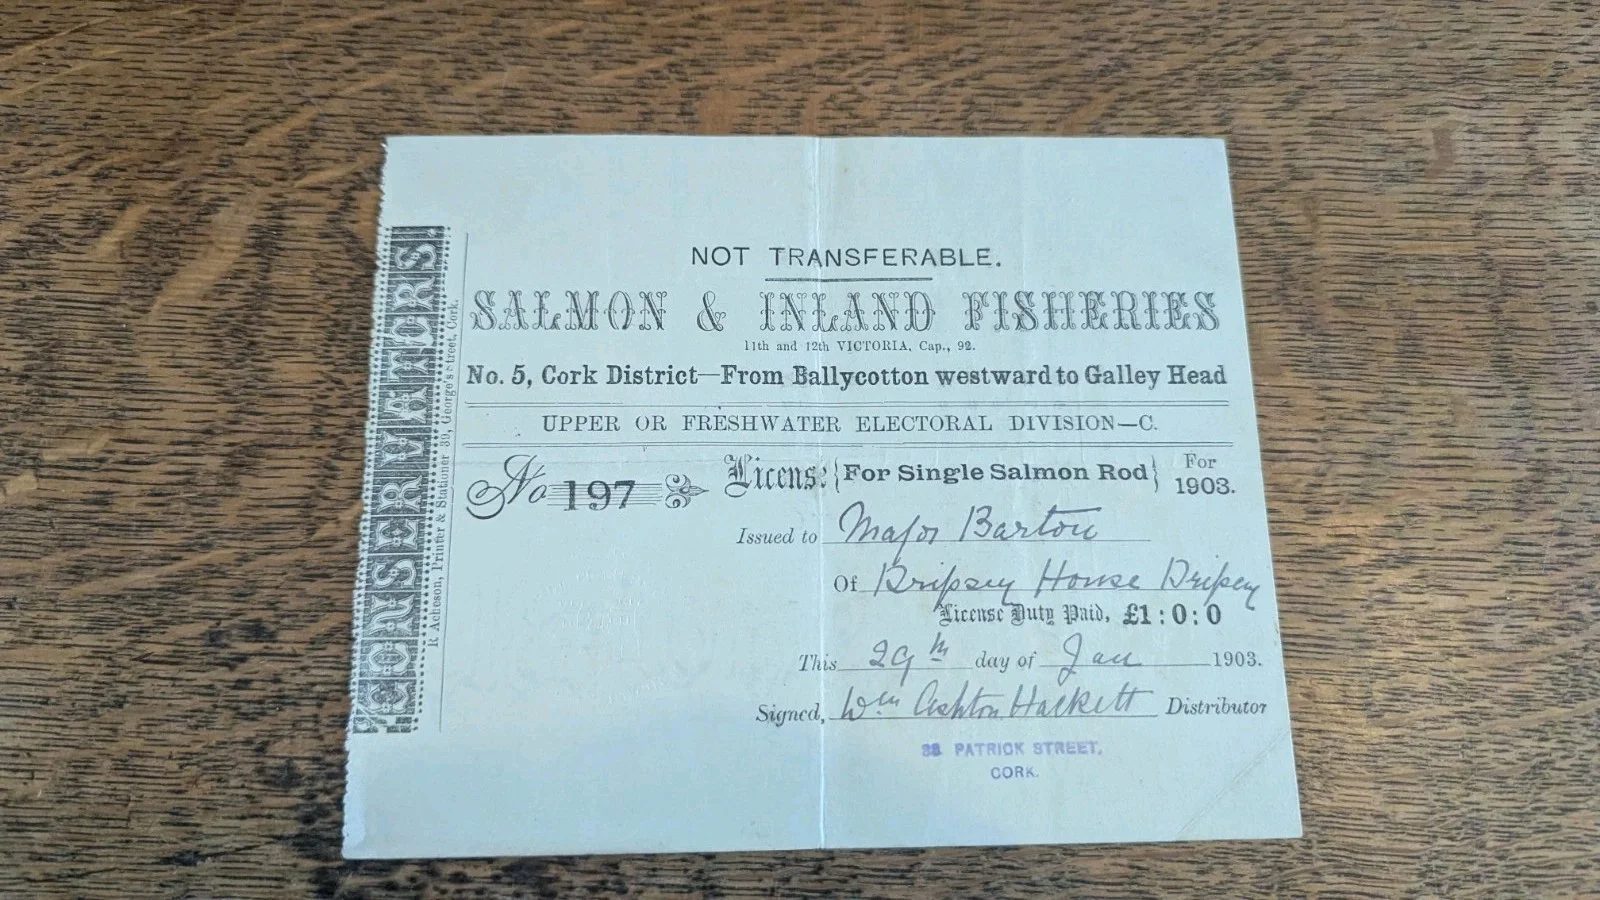 CONSERVATORS.
R Acheson, Printer & Stationer 39, George's street, Cork.
NOT TRANSFERABLE.
SALMON & INLAND FISHERIES
11th and 12th VICTORIA, Cap., 92.
No. 5, Cork District—From Ballycotton westward to Galley Head
UPPER OR FRESHWATER ELECTORAL DIVISION—C.
No 197 License {For Single Salmon Rod} For 1903.
Issued to Major Barton
Of Dripsey House Dripsey
License Duty Paid, £1 : 0 : 0
This 29th day of Jan 1903.
Signed, Wm Ashton Hackett Distributor
PATRICK STREET,
CORK.